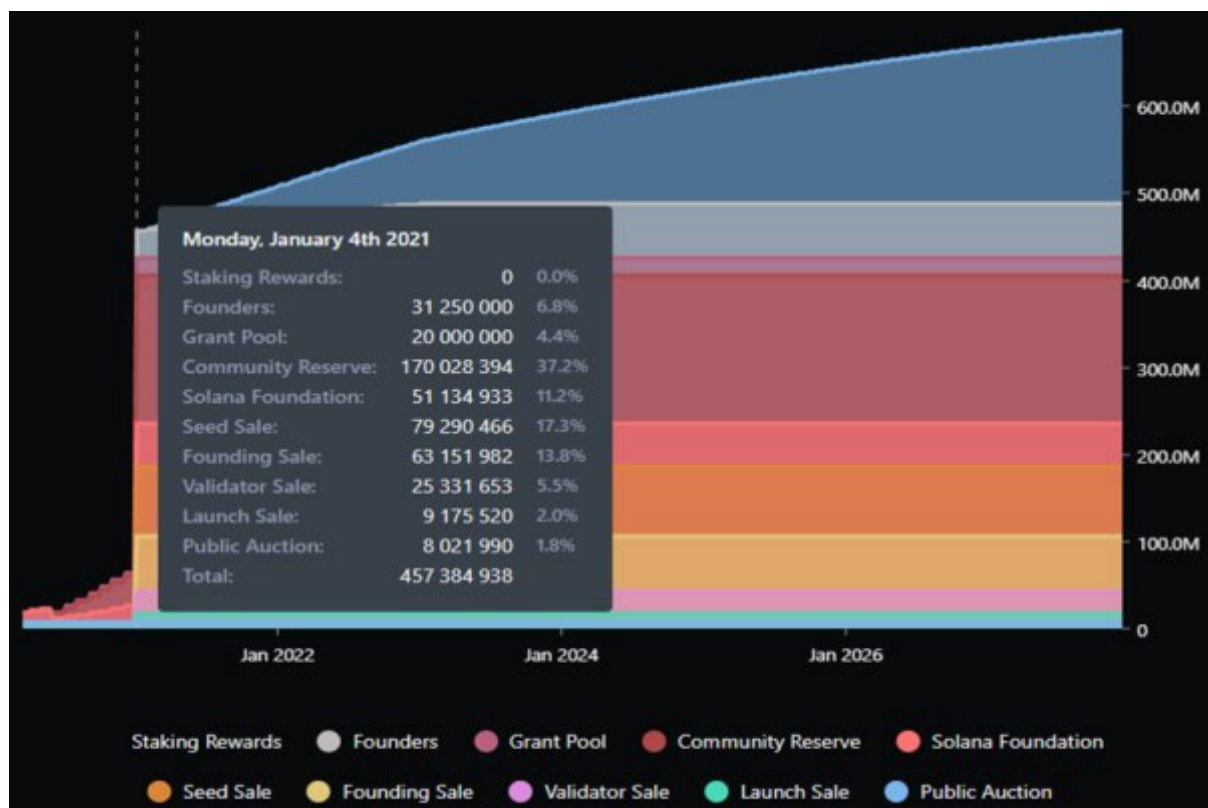 600.0M
500.0M
Monday, January 4th 2021
Staking Rewards: 0 0.0%
Founders: 31 250 000 6.8%
Grant Pool: 20 000 000 4.4%
400.0M
Community Reserve: 170 028 394 37.2%
Solana Foundation: 51 134 933 11.2%
300.0M
Seed Sale: 79 290 466 17.3%
Founding Sale: 63 151 982 13.8%
200.0M
Validator Sale: 25 331 653 5.5%
Launch Sale: 9 175 520 2.0%
Public Auction: 8 021 990 1.8%
100.0M
Total: 457 384 938
0
Jan 2022 Jan 2024 Jan 2026
Staking Rewards Founders Grant Pool Community Reserve Solana Foundation
Seed Sale Founding Sale Validator Sale Launch Sale Public Auction